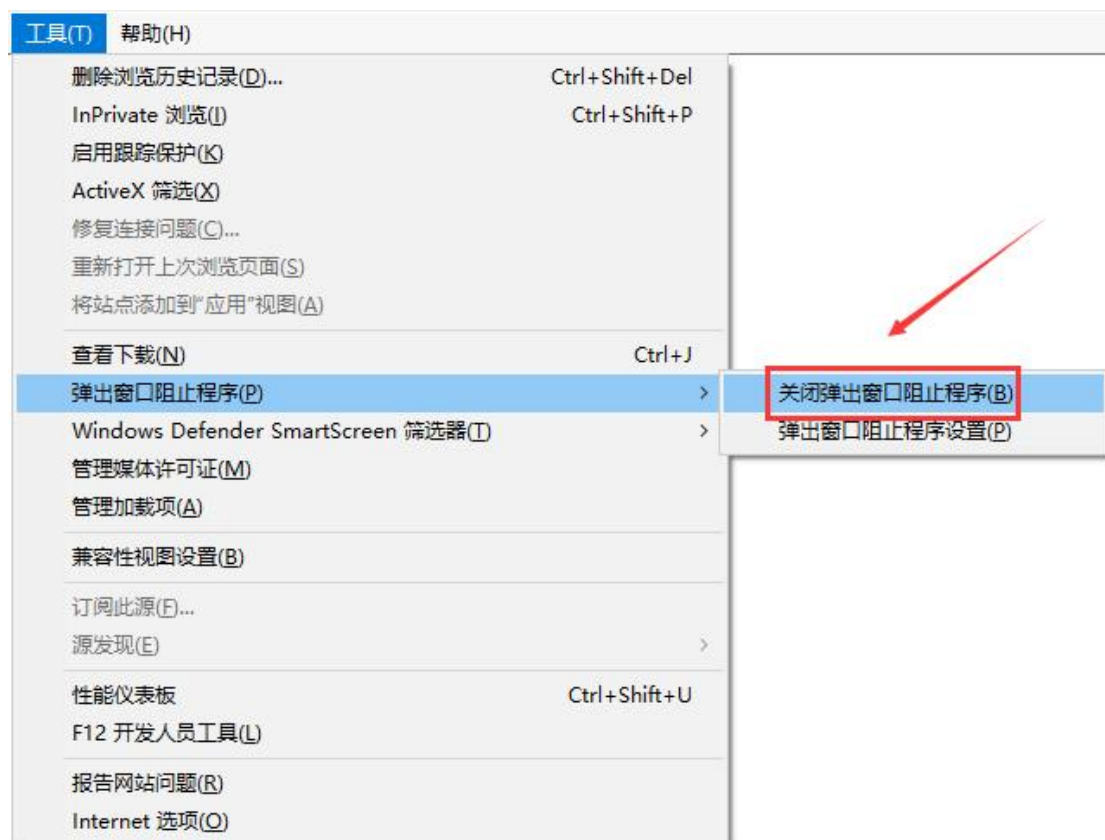 工具(T) 帮助(H)
删除浏览历史记录(D)... Ctrl+Shift+Del
InPrivate 浏览(I) Ctrl+Shift+P
启用跟踪保护(K)
ActiveX 筛选(X)
修复连接问题(C)...
重新打开上次浏览页面(S)
将站点添加到“应用”视图(A)
查看下载(N) Ctrl+J
弹出窗口阻止程序(P) > 关闭弹出窗口阻止程序(B)
Windows Defender SmartScreen 筛选器(T) > 弹出窗口阻止程序设置(P)
管理媒体许可证(M)
管理加载项(A)
兼容性视图设置(B)
订阅此源(F)...
源发现(E) >
性能仪表板 Ctrl+Shift+U
F12 开发人员工具(L)
报告网站问题(R)
Internet 选项(O)